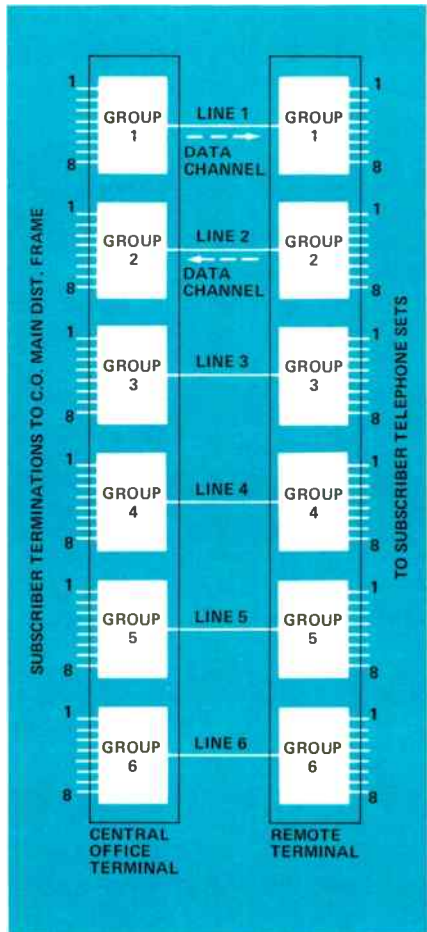 SUBSCRIBER TERMINATIONS TO C.O. MAIN DIST. FRAME
1
8
GROUP
1
LINE 1
DATA
CHANNEL
GROUP
1
1
8
1
8
GROUP
2
LINE 2
DATA
CHANNEL
GROUP
2
1
8
1
8
GROUP
3
LINE 3
GROUP
3
1
8
1
8
GROUP
4
LINE 4
GROUP
4
1
8
1
8
GROUP
5
LINE 5
GROUP
5
1
8
1
8
GROUP
6
LINE 6
GROUP
6
1
8
TO SUBSCRIBER TELEPHONE SETS
CENTRAL
OFFICE
TERMINAL
REMOTE
TERMINAL